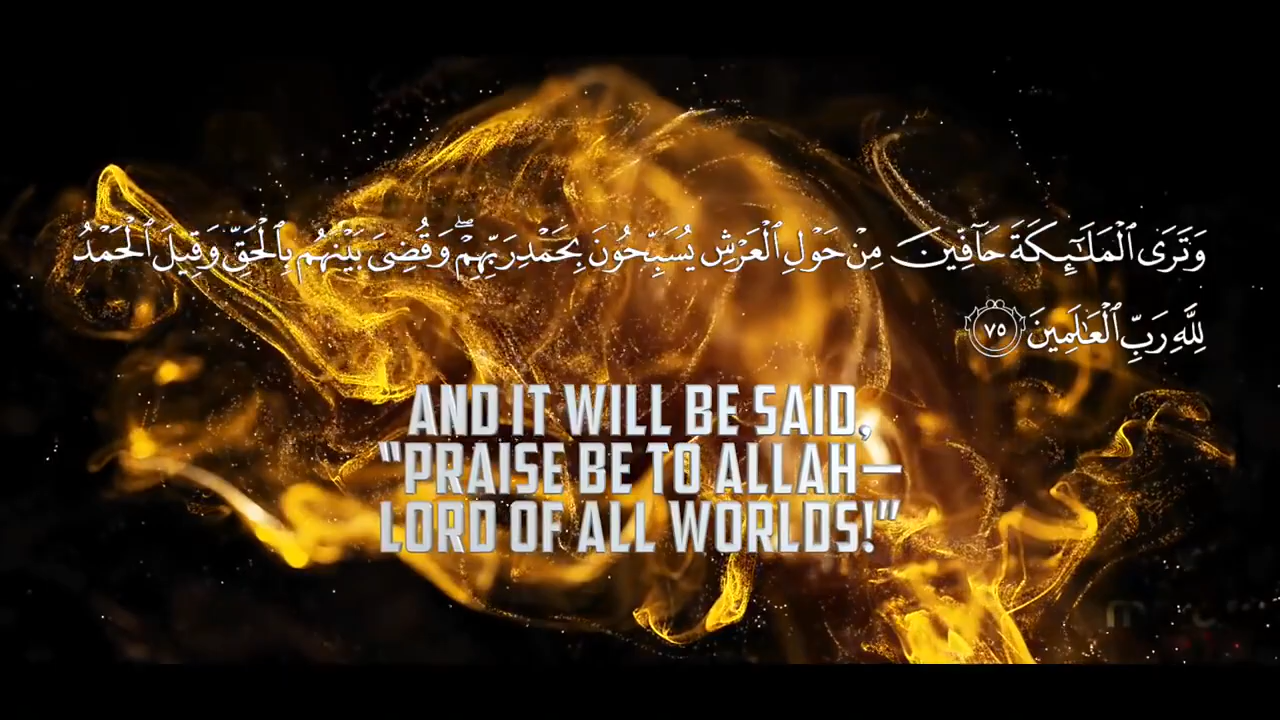 وَتَرَى ٱلْمَلَـٰٓئِكَةَ حَآفِّينَ مِنْ حَوْلِ ٱلْعَرْشِ يُسَبِّحُونَ بِحَمْدِ رَبِّهِمْ ۖ وَقُضِىَ بَيْنَهُم بِٱلْحَقِّ وَقِيلَ ٱلْحَمْدُ
لِلَّهِ رَبِّ ٱلْعَـٰلَمِينَ ٧٥
AND IT WILL BE SAID,
“PRAISE BE TO ALLAH—
LORD OF ALL WORLDS!”